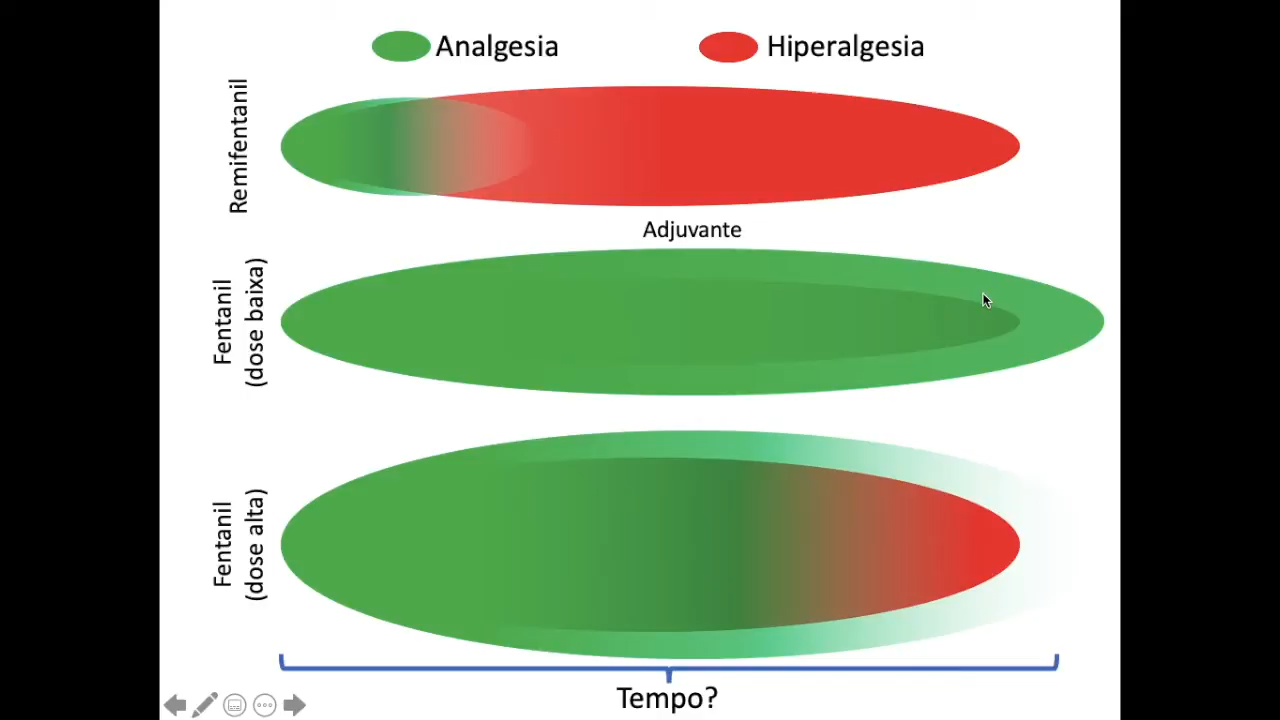 Analgesia
Hiperalgesia
Remifentanil
Adjuvante
Fentanil
(dose baixa)
Fentanil
(dose alta)
Tempo?